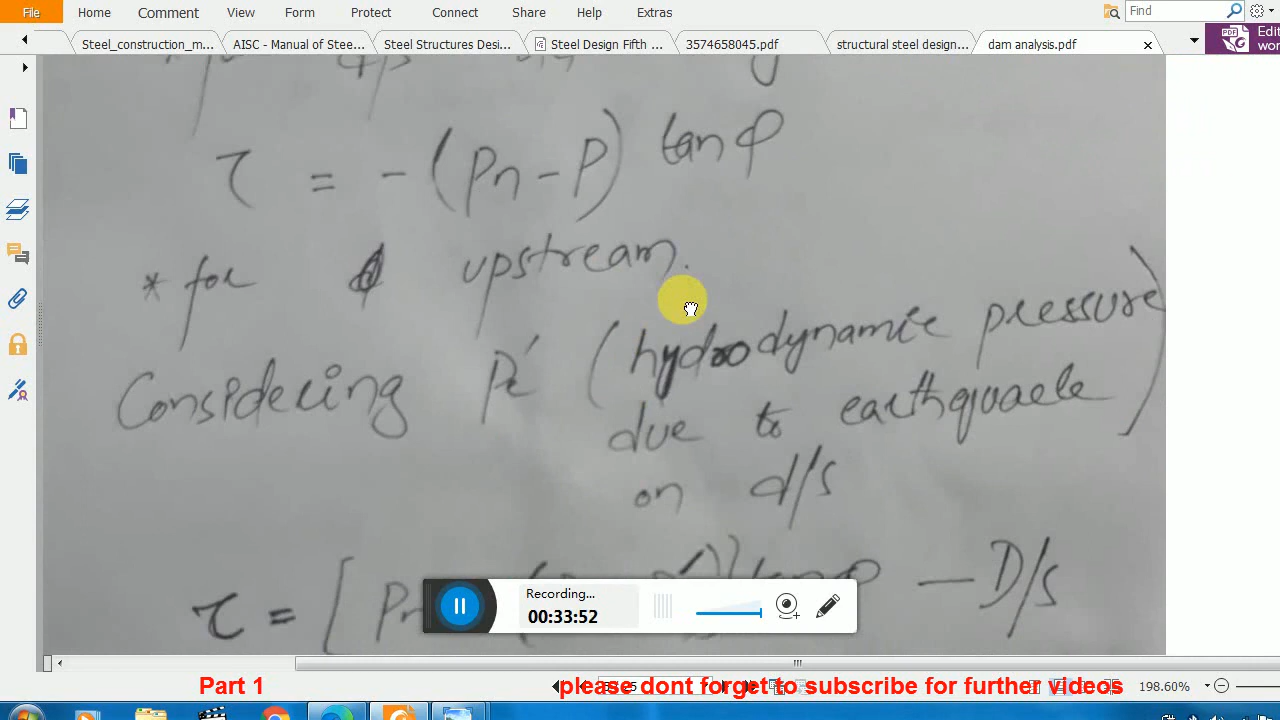 File Home Comment View Form Protect Connect Share Help Extras Find
Steel_construction_m... AISC - Manual of Stee... Steel Structures Desi... Steel Design Fifth ... 3574658045.pdf structural steel design... dam analysis.pdf Edit
τ = - (Pn - P) tan φ
* for upstream.
Considering Pe' (hydrodynamic pressure
due to earthquacke)
on d/s
τ = [ Pn - D/s
Recording...
00:33:52
Part 1 please dont forget to subscribe for further videos 198.60%